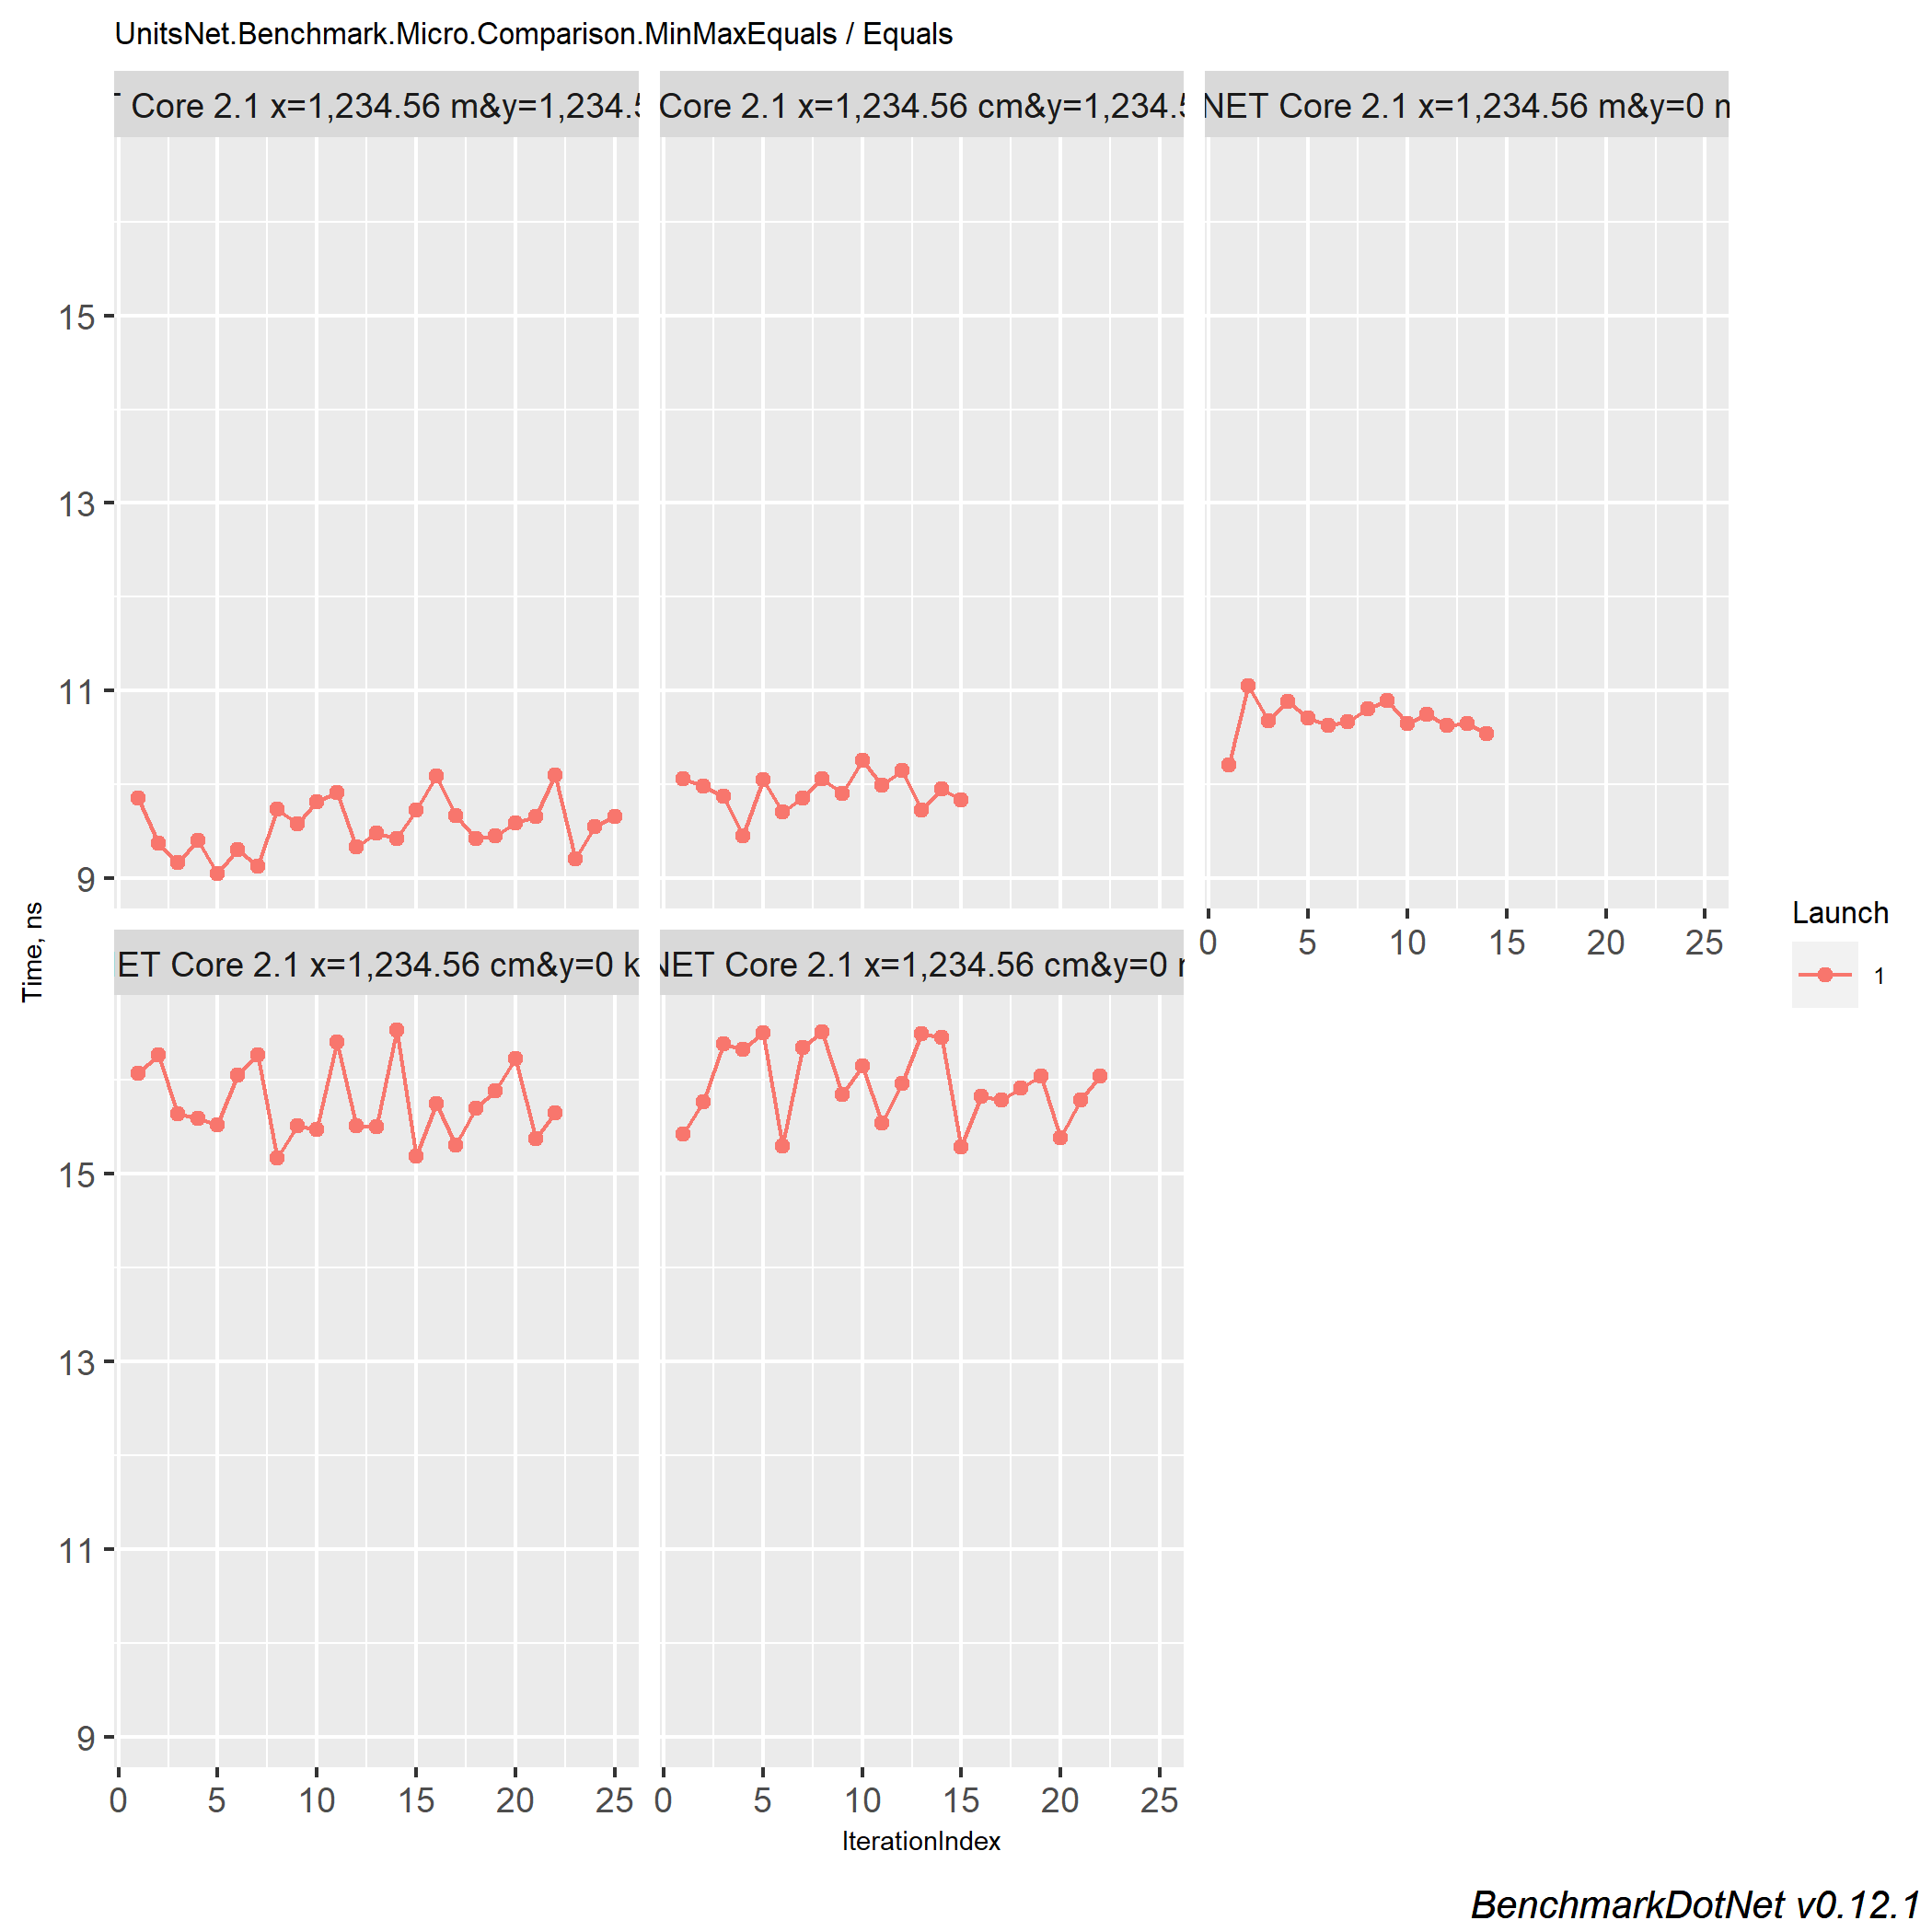 UnitsNet.Benchmark.Micro.Comparison.MinMaxEquals / Equals
Core 2.1 x=1,234.56 m&y=1,234.5
Core 2.1 x=1,234.56 cm&y=1,234.5
NET Core 2.1 x=1,234.56 m&y=0
15
13
11
9
0 5 10 15 20 25
Time, ns
Launch
1
ET Core 2.1 x=1,234.56 cm&y=0 k
NET Core 2.1 x=1,234.56 cm&y=0
15
13
11
9
0 5 10 15 20 25
0 5 10 15 20 25
IterationIndex
BenchmarkDotNet v0.12.1